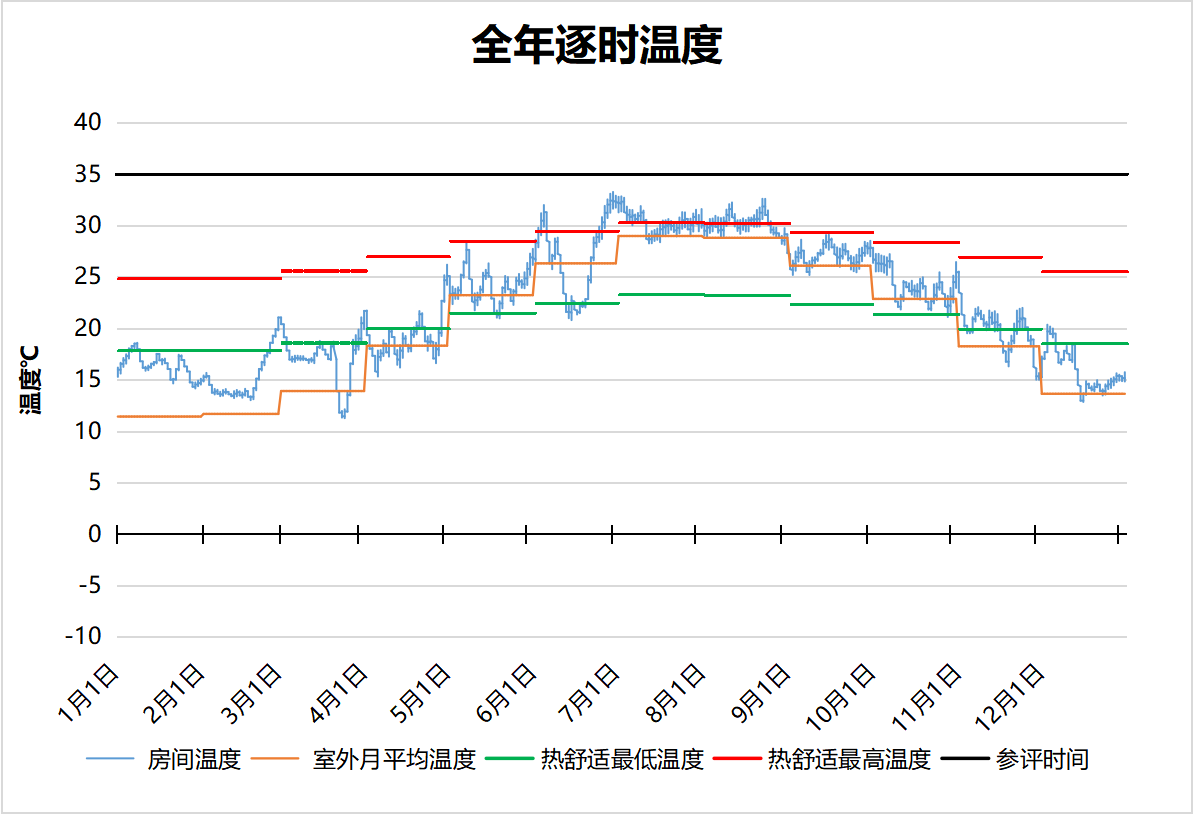 全年逐时温度
40
35
30
25
20
15
10
5
0
-5
-10
温度℃
1月1日
2月1日
3月1日
4月1日
5月1日
6月1日
7月1日
8月1日
9月1日
10月1日
11月1日
12月1日
房间温度 室外月平均温度 热舒适最低温度 热舒适最高温度 参评时间